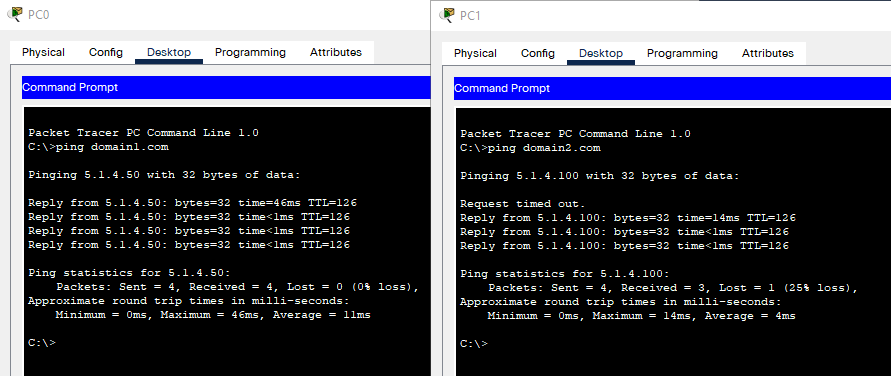 PC0
Physical Config Desktop Programming Attributes
Command Prompt
Packet Tracer PC Command Line 1.0
C:\>ping domain1.com
Pinging 5.1.4.50 with 32 bytes of data:
Reply from 5.1.4.50: bytes=32 time=46ms TTL=126
Reply from 5.1.4.50: bytes=32 time<1ms TTL=126
Reply from 5.1.4.50: bytes=32 time<1ms TTL=126
Reply from 5.1.4.50: bytes=32 time<1ms TTL=126
Ping statistics for 5.1.4.50:
Packets: Sent = 4, Received = 4, Lost = 0 (0% loss),
Approximate round trip times in milli-seconds:
Minimum = 0ms, Maximum = 46ms, Average = 11ms
C:\>
PC1
Physical Config Desktop Programming Attributes
Command Prompt
Packet Tracer PC Command Line 1.0
C:\>ping domain2.com
Pinging 5.1.4.100 with 32 bytes of data:
Request timed out.
Reply from 5.1.4.100: bytes=32 time=14ms TTL=126
Reply from 5.1.4.100: bytes=32 time<1ms TTL=126
Reply from 5.1.4.100: bytes=32 time<1ms TTL=126
Ping statistics for 5.1.4.100:
Packets: Sent = 4, Received = 3, Lost = 1 (25% loss),
Approximate round trip times in milli-seconds:
Minimum = 0ms, Maximum = 14ms, Average = 4ms
C:\>